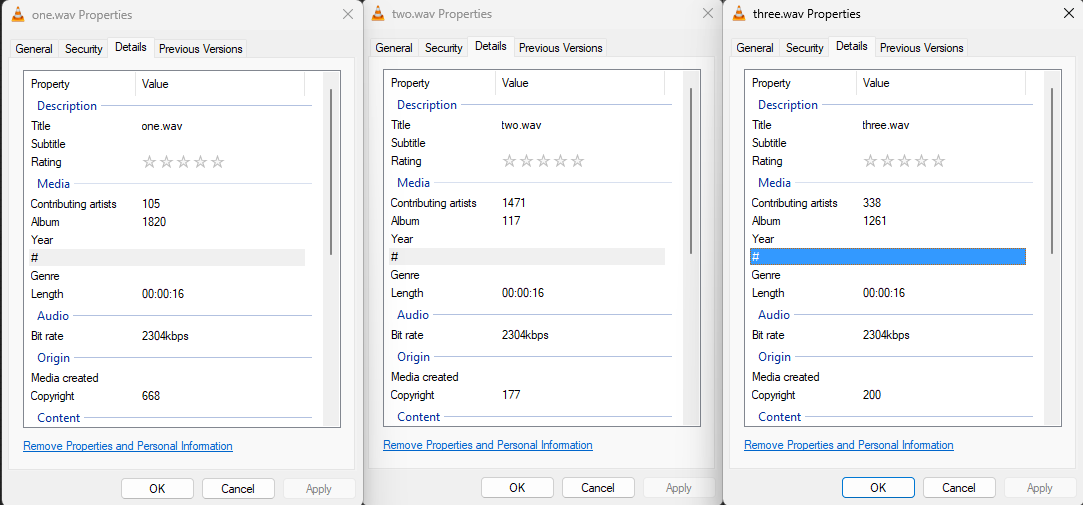 one.wav Properties
General Security Details Previous Versions
Property Value
Description
Title one.wav
Subtitle
Rating
Media
Contributing artists 105
Album 1820
Year
#
Genre
Length 00:00:16
Audio
Bit rate 2304kbps
Origin
Media created
Copyright 668
Content
Remove Properties and Personal Information
OK Cancel Apply
two.wav Properties
General Security Details Previous Versions
Property Value
Description
Title two.wav
Subtitle
Rating
Media
Contributing artists 1471
Album 117
Year
#
Genre
Length 00:00:16
Audio
Bit rate 2304kbps
Origin
Media created
Copyright 177
Content
Remove Properties and Personal Information
OK Cancel Apply
three.wav Properties
General Security Details Previous Versions
Property Value
Description
Title three.wav
Subtitle
Rating
Media
Contributing artists 338
Album 1261
Year
#
Genre
Length 00:00:16
Audio
Bit rate 2304kbps
Origin
Media created
Copyright 200
Content
Remove Properties and Personal Information
OK Cancel Apply